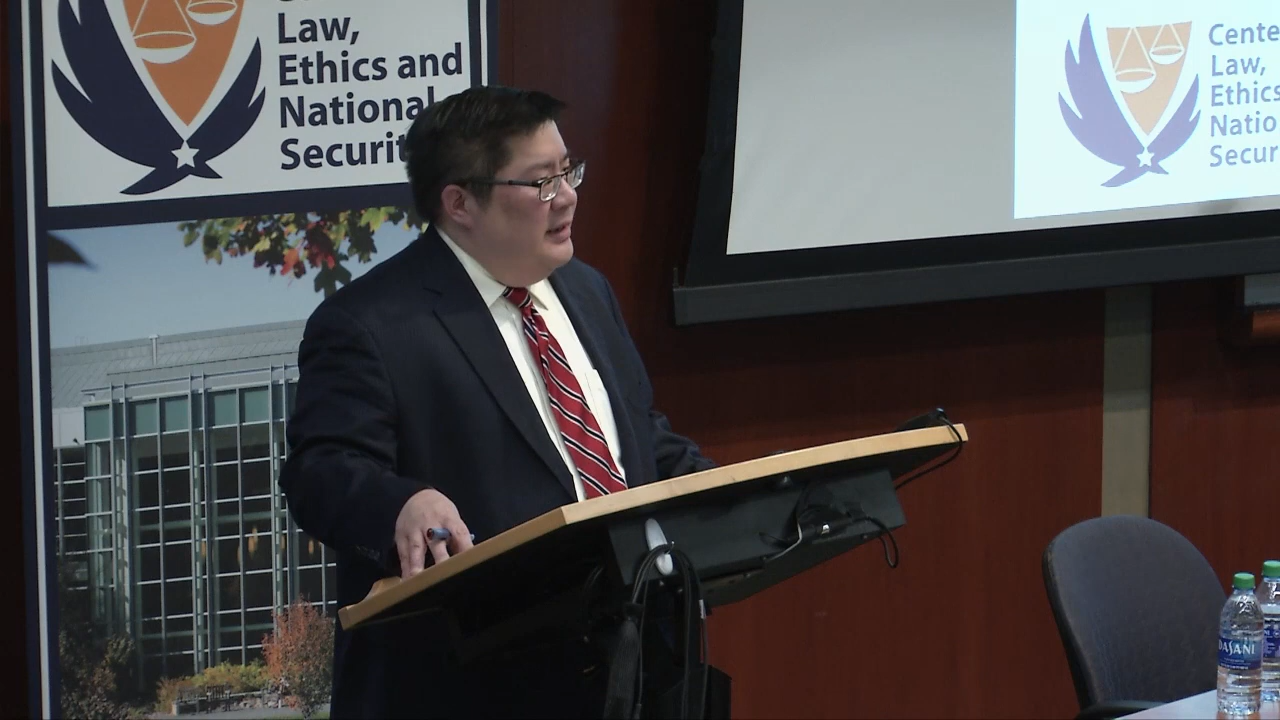 Law,
Ethics and
National
Securit
Cente
Law,
Ethics
Natio
Secur
DASANI